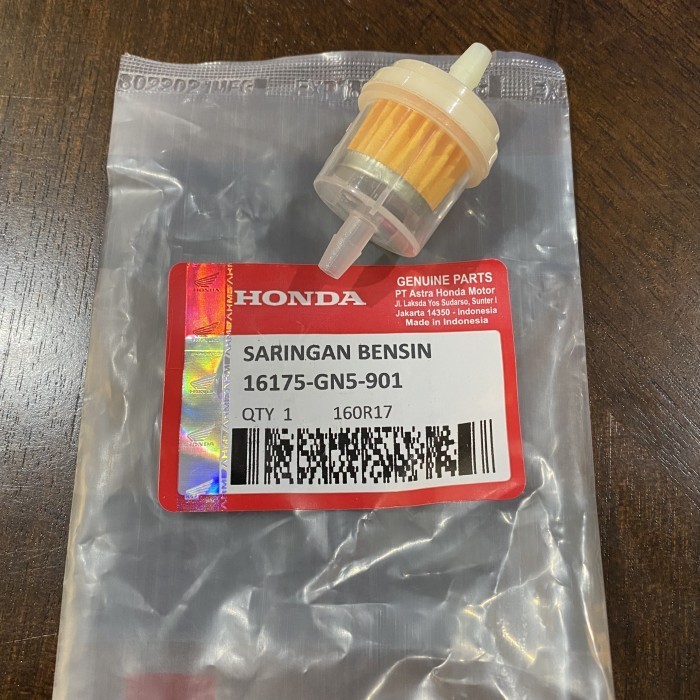 HONDA
GENUINE PARTS
PT Astra Honda Motor
Jl. Laksda Yos Sudarso, Sunter I
Jakarta 14350 - Indonesia
Made in Indonesia
SARINGAN BENSIN
16175-GN5-901
QTY 1 160R17